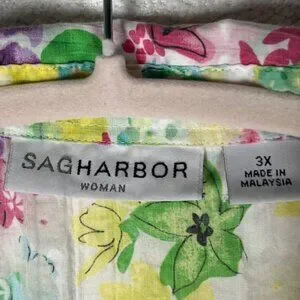 SAGHARBOR
WOMAN
3X
MADE IN
MALAYSIA